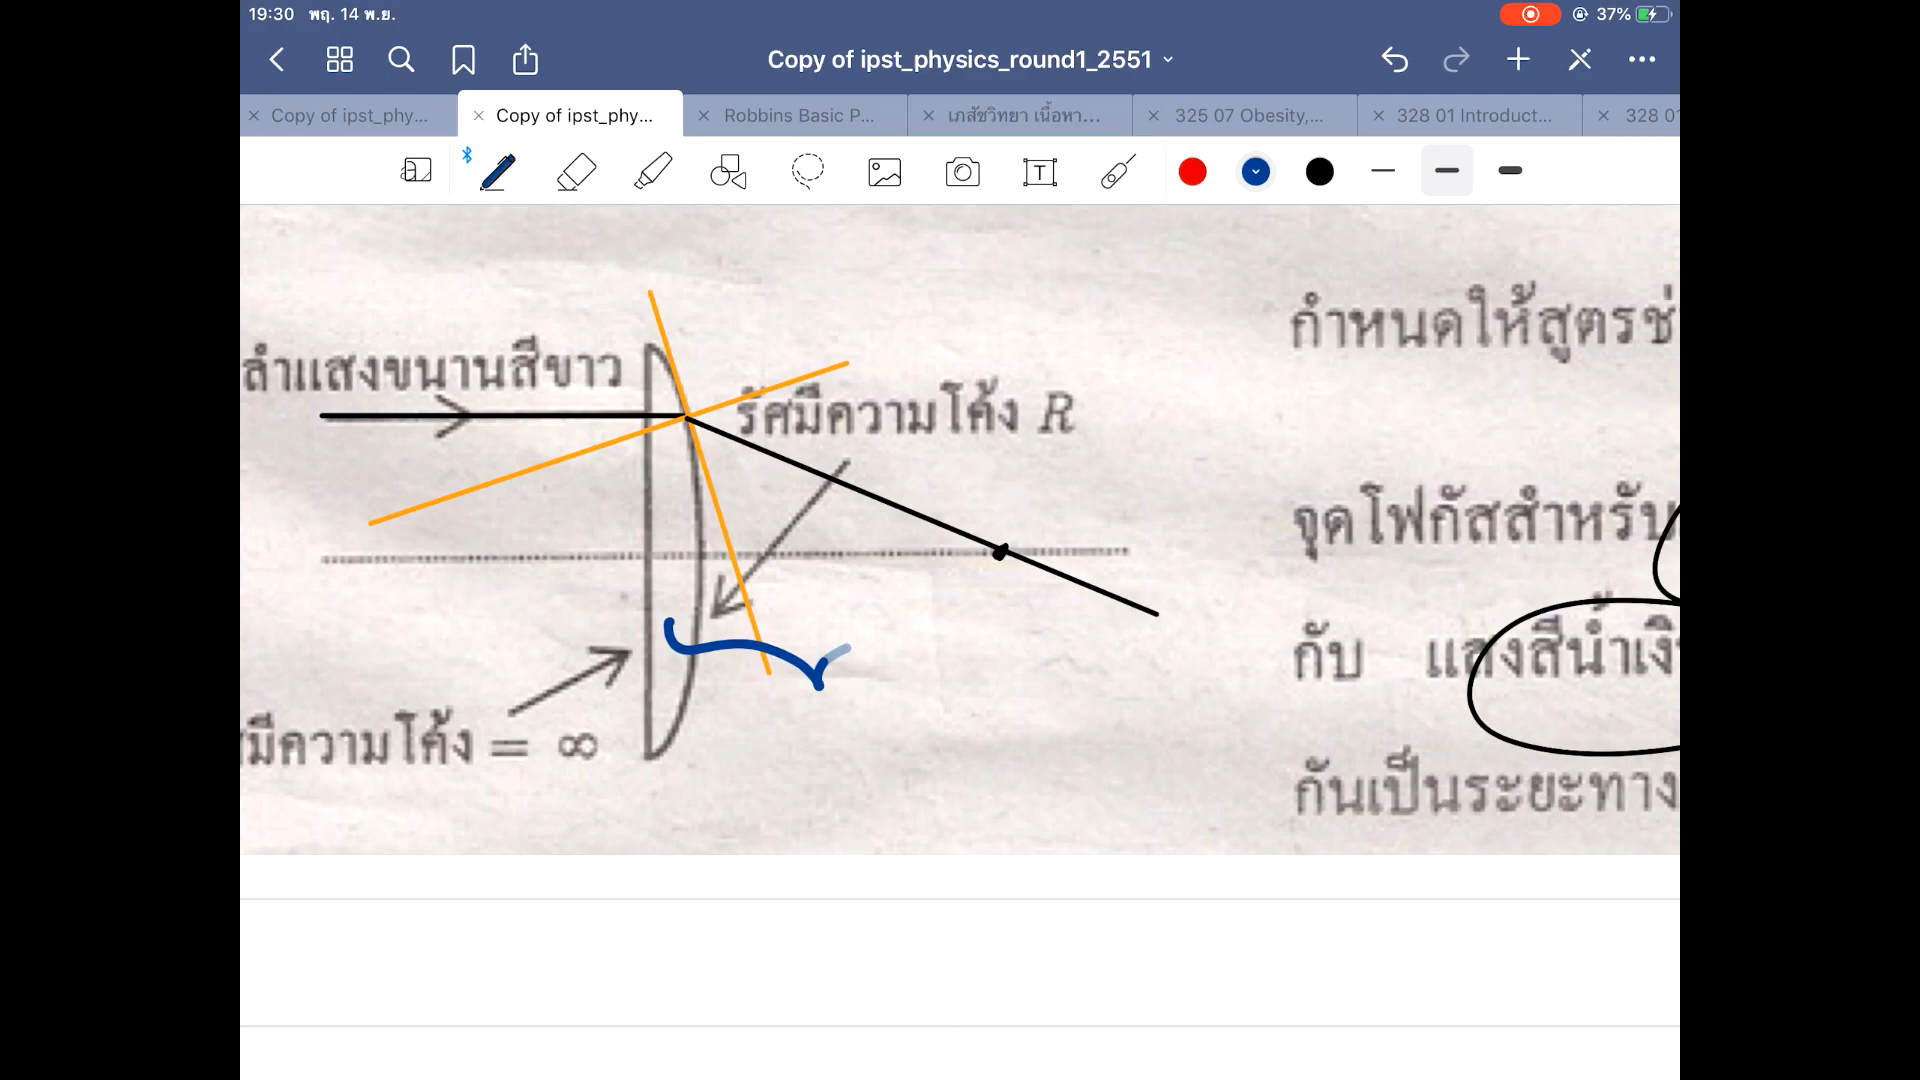 19:30 พฤ. 14 พ.ย.
37%
Copy of ipst_physics_round1_2551
Copy of ipst_phy...
Copy of ipst_phy...
Robbins Basic P...
เภสัชวิทยา เนื้อหา...
325 07 Obesity,...
328 01 Introduct...
328 01
T
กำหนดให้สูตรช่
ลำแสงขนานสีขาว
รัศมีความโค้ง R
จุดโฟกัสสำหรับ
กับ แสงสีน้ำเงิ
มีความโค้ง = ∞
กันเป็นระยะทาง